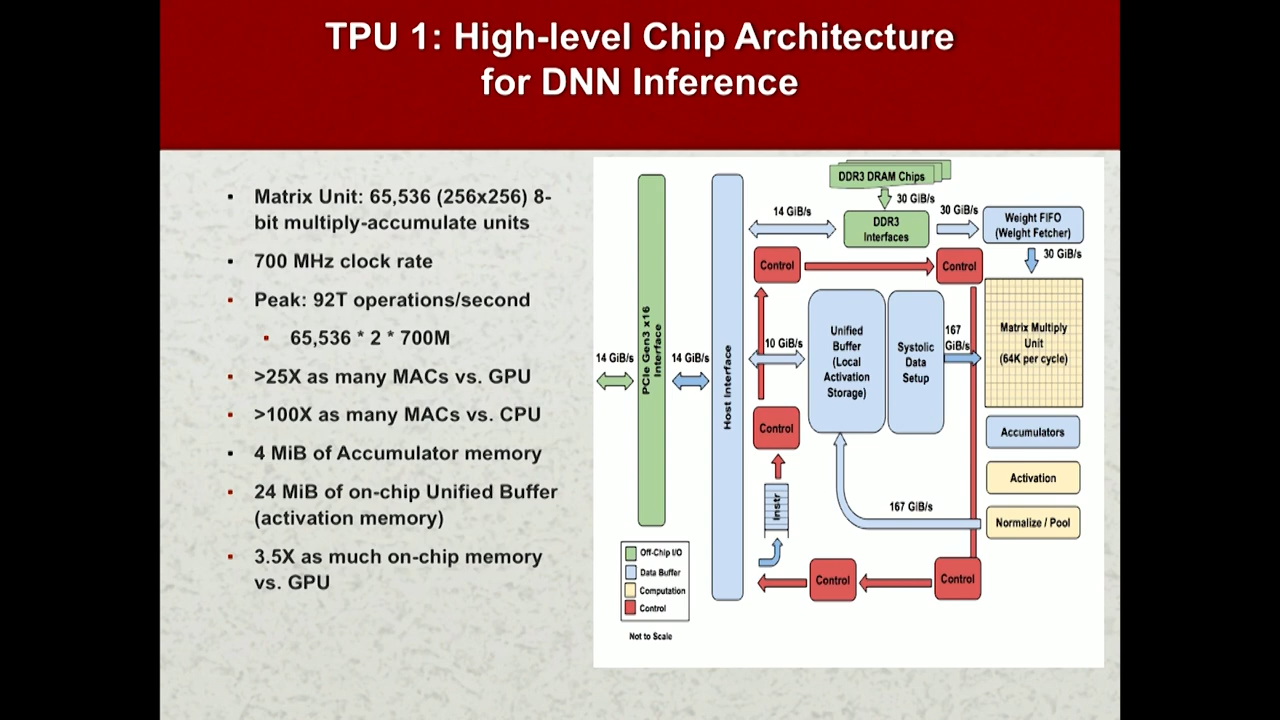 TPU 1: High-level Chip Architecture
for DNN Inference
Matrix Unit: 65,536 (256x256) 8-
bit multiply-accumulate units
700 MHz clock rate
Peak: 92T operations/second
65,536 * 2 * 700M
>25X as many MACs vs. GPU
>100X as many MACs vs. CPU
4 MiB of Accumulator memory
24 MiB of on-chip Unified Buffer
(activation memory)
3.5X as much on-chip memory
vs. GPU
DDR3 DRAM Chips
30 GiB/s
14 GiB/s
DDR3
Interfaces
30 GiB/s
Weight FIFO
(Weight Fetcher)
30 GiB/s
Control
Control
14 GiB/s
PCIe Gen3 x16
Interface
14 GiB/s
Host Interface
10 GiB/s
Unified
Buffer
(Local
Activation
Storage)
Systolic
Data
Setup
167
GiB/s
Matrix Multiply
Unit
(64K per cycle)
Control
Accumulators
Activation
Instr
167 GiB/s
Normalize / Pool
Control
Control
Off-Chip I/O
Data Buffer
Computation
Control
Not to Scale